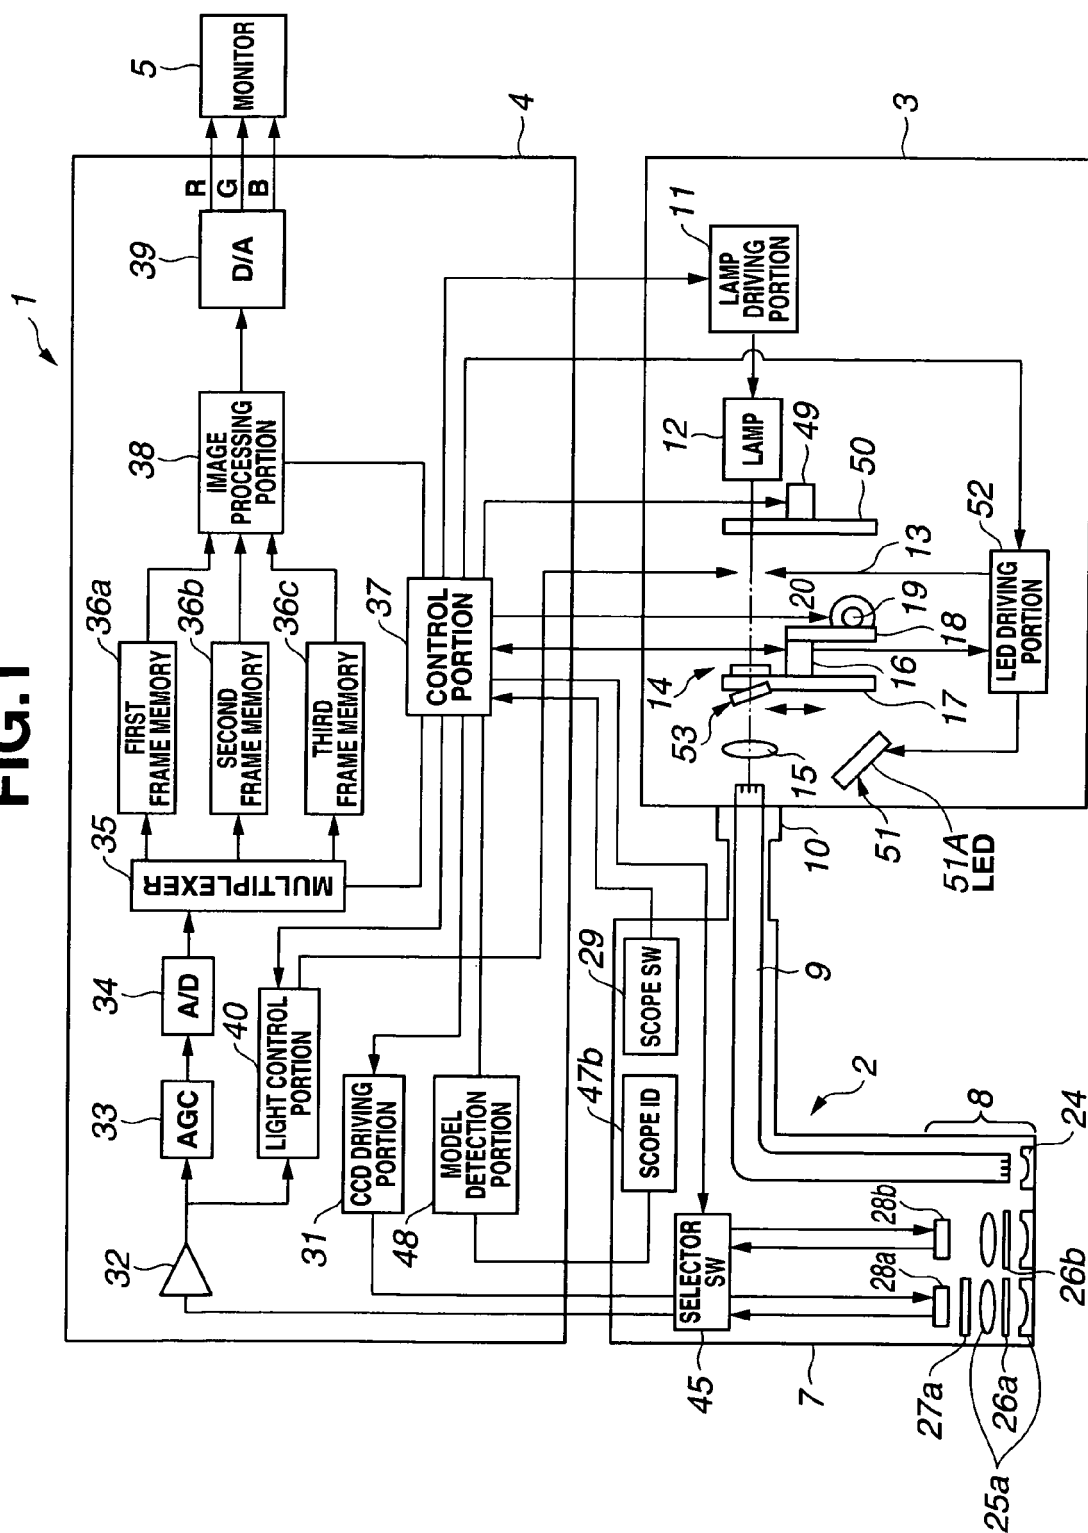 FIG.1
1
R
G
B
5
MONITOR
39
D/A
4
38
IMAGE
PROCESSING
PORTION
36a
FIRST
FRAME MEMORY
36b
SECOND
FRAME MEMORY
36c
THIRD
FRAME MEMORY
35
MULTIPLEXER
34
A/D
33
AGC
32
40
LIGHT CONTROL
PORTION
31
CCD DRIVING
PORTION
48
MODEL
DETECTION
PORTION
37
CONTROL
PORTION
3
11
LAMP
DRIVING
PORTION
12
LAMP
49
50
13
52
LED DRIVING
PORTION
20
19
18
16
17
14
53
15
51
51A
LED
10
9
29
SCOPE SW
47b
SCOPE ID
2
8
24
45
SELECTOR
SW
7
28a
28b
27a
26a
26b
25a